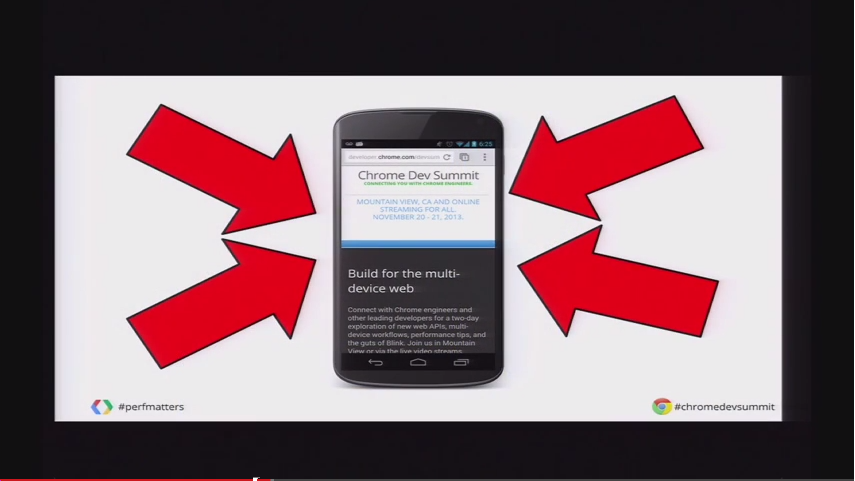 6:25
developer.chrome.com/devsum
Chrome Dev Summit
CONNECTING YOU WITH CHROME ENGINEERS.
MOUNTAIN VIEW, CA AND ONLINE
STREAMING FOR ALL.
NOVEMBER 20 - 21, 2013.
Build for the multi-
device web
Connect with Chrome engineers and
other leading developers for a two-day
exploration of new web APIs, multi-
device workflows, performance tips, and
the guts of Blink. Join us in Mountain
View or via the live video streams.
#perfmatters
#chromedevsummit